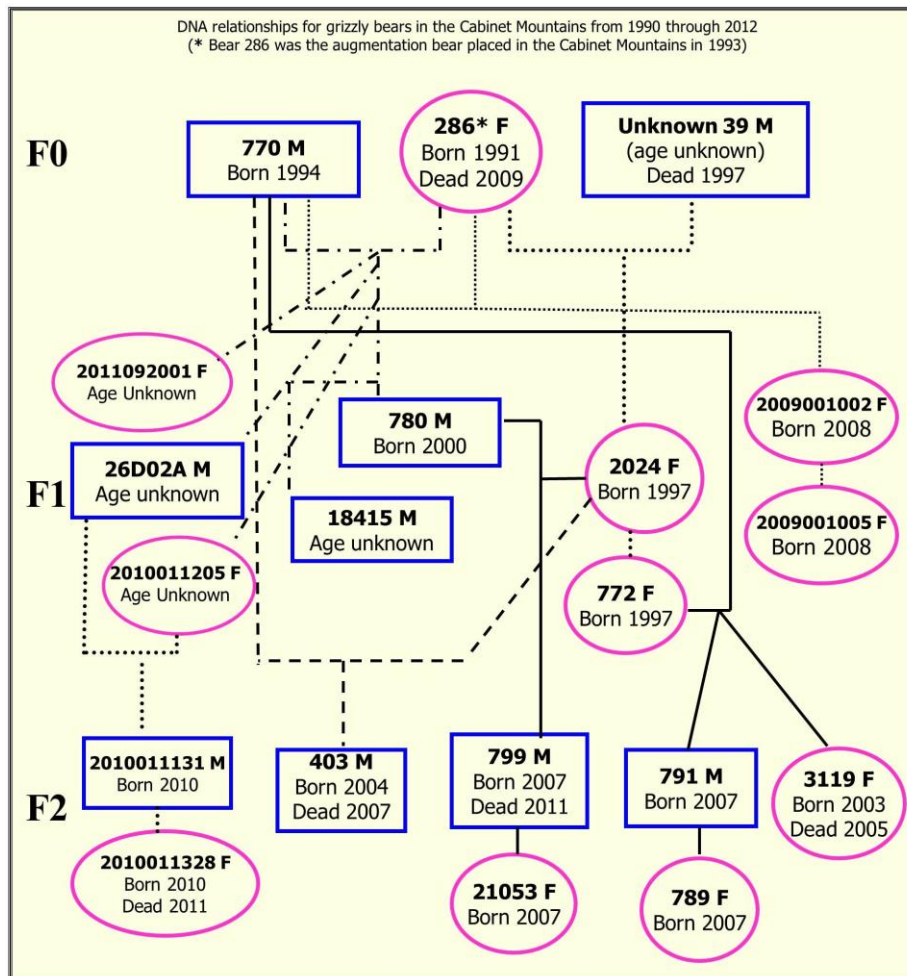 DNA relationships for grizzly bears in the Cabinet Mountains from 1990 through 2012
(* Bear 286 was the augmentation bear placed in the Cabinet Mountains in 1993)
F0
770 M
Born 1994
286* F
Born 1991
Dead 2009
Unknown 39 M
(age unknown)
Dead 1997
F1
2011092001 F
Age Unknown
26D02A M
Age unknown
2010011205 F
Age Unknown
780 M
Born 2000
18415 M
Age unknown
2024 F
Born 1997
772 F
Born 1997
2009001002 F
Born 2008
2009001005 F
Born 2008
F2
2010011131 M
Born 2010
2010011328 F
Born 2010
Dead 2011
403 M
Born 2004
Dead 2007
799 M
Born 2007
Dead 2011
21053 F
Born 2007
791 M
Born 2007
789 F
Born 2007
3119 F
Born 2003
Dead 2005